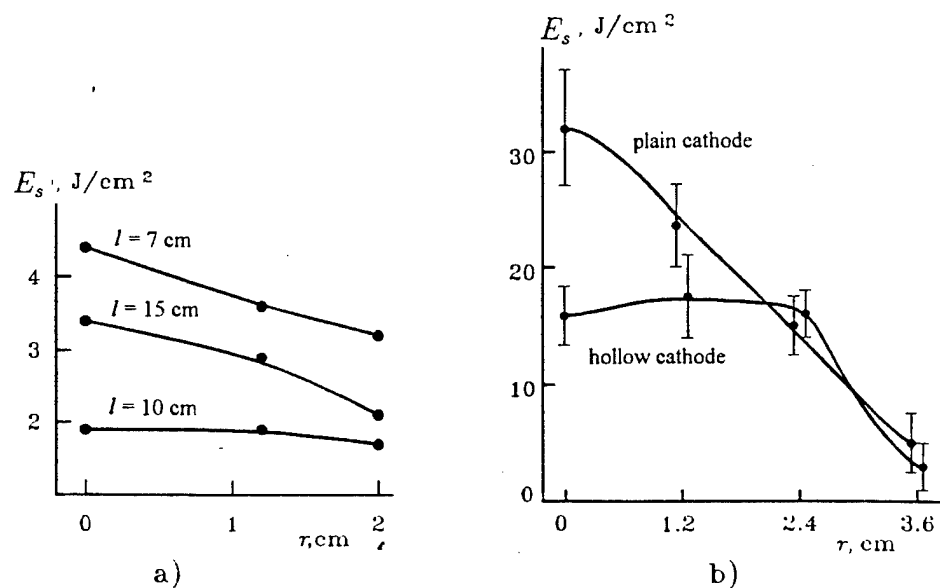 E_s, J/cm²
4
3
2
l = 7 cm
l = 15 cm
l = 10 cm
0 1 2
r, cm
a)
E_s, J/cm²
30
20
10
0
plain cathode
hollow cathode
0 1.2 2.4 3.6
r, cm
b)